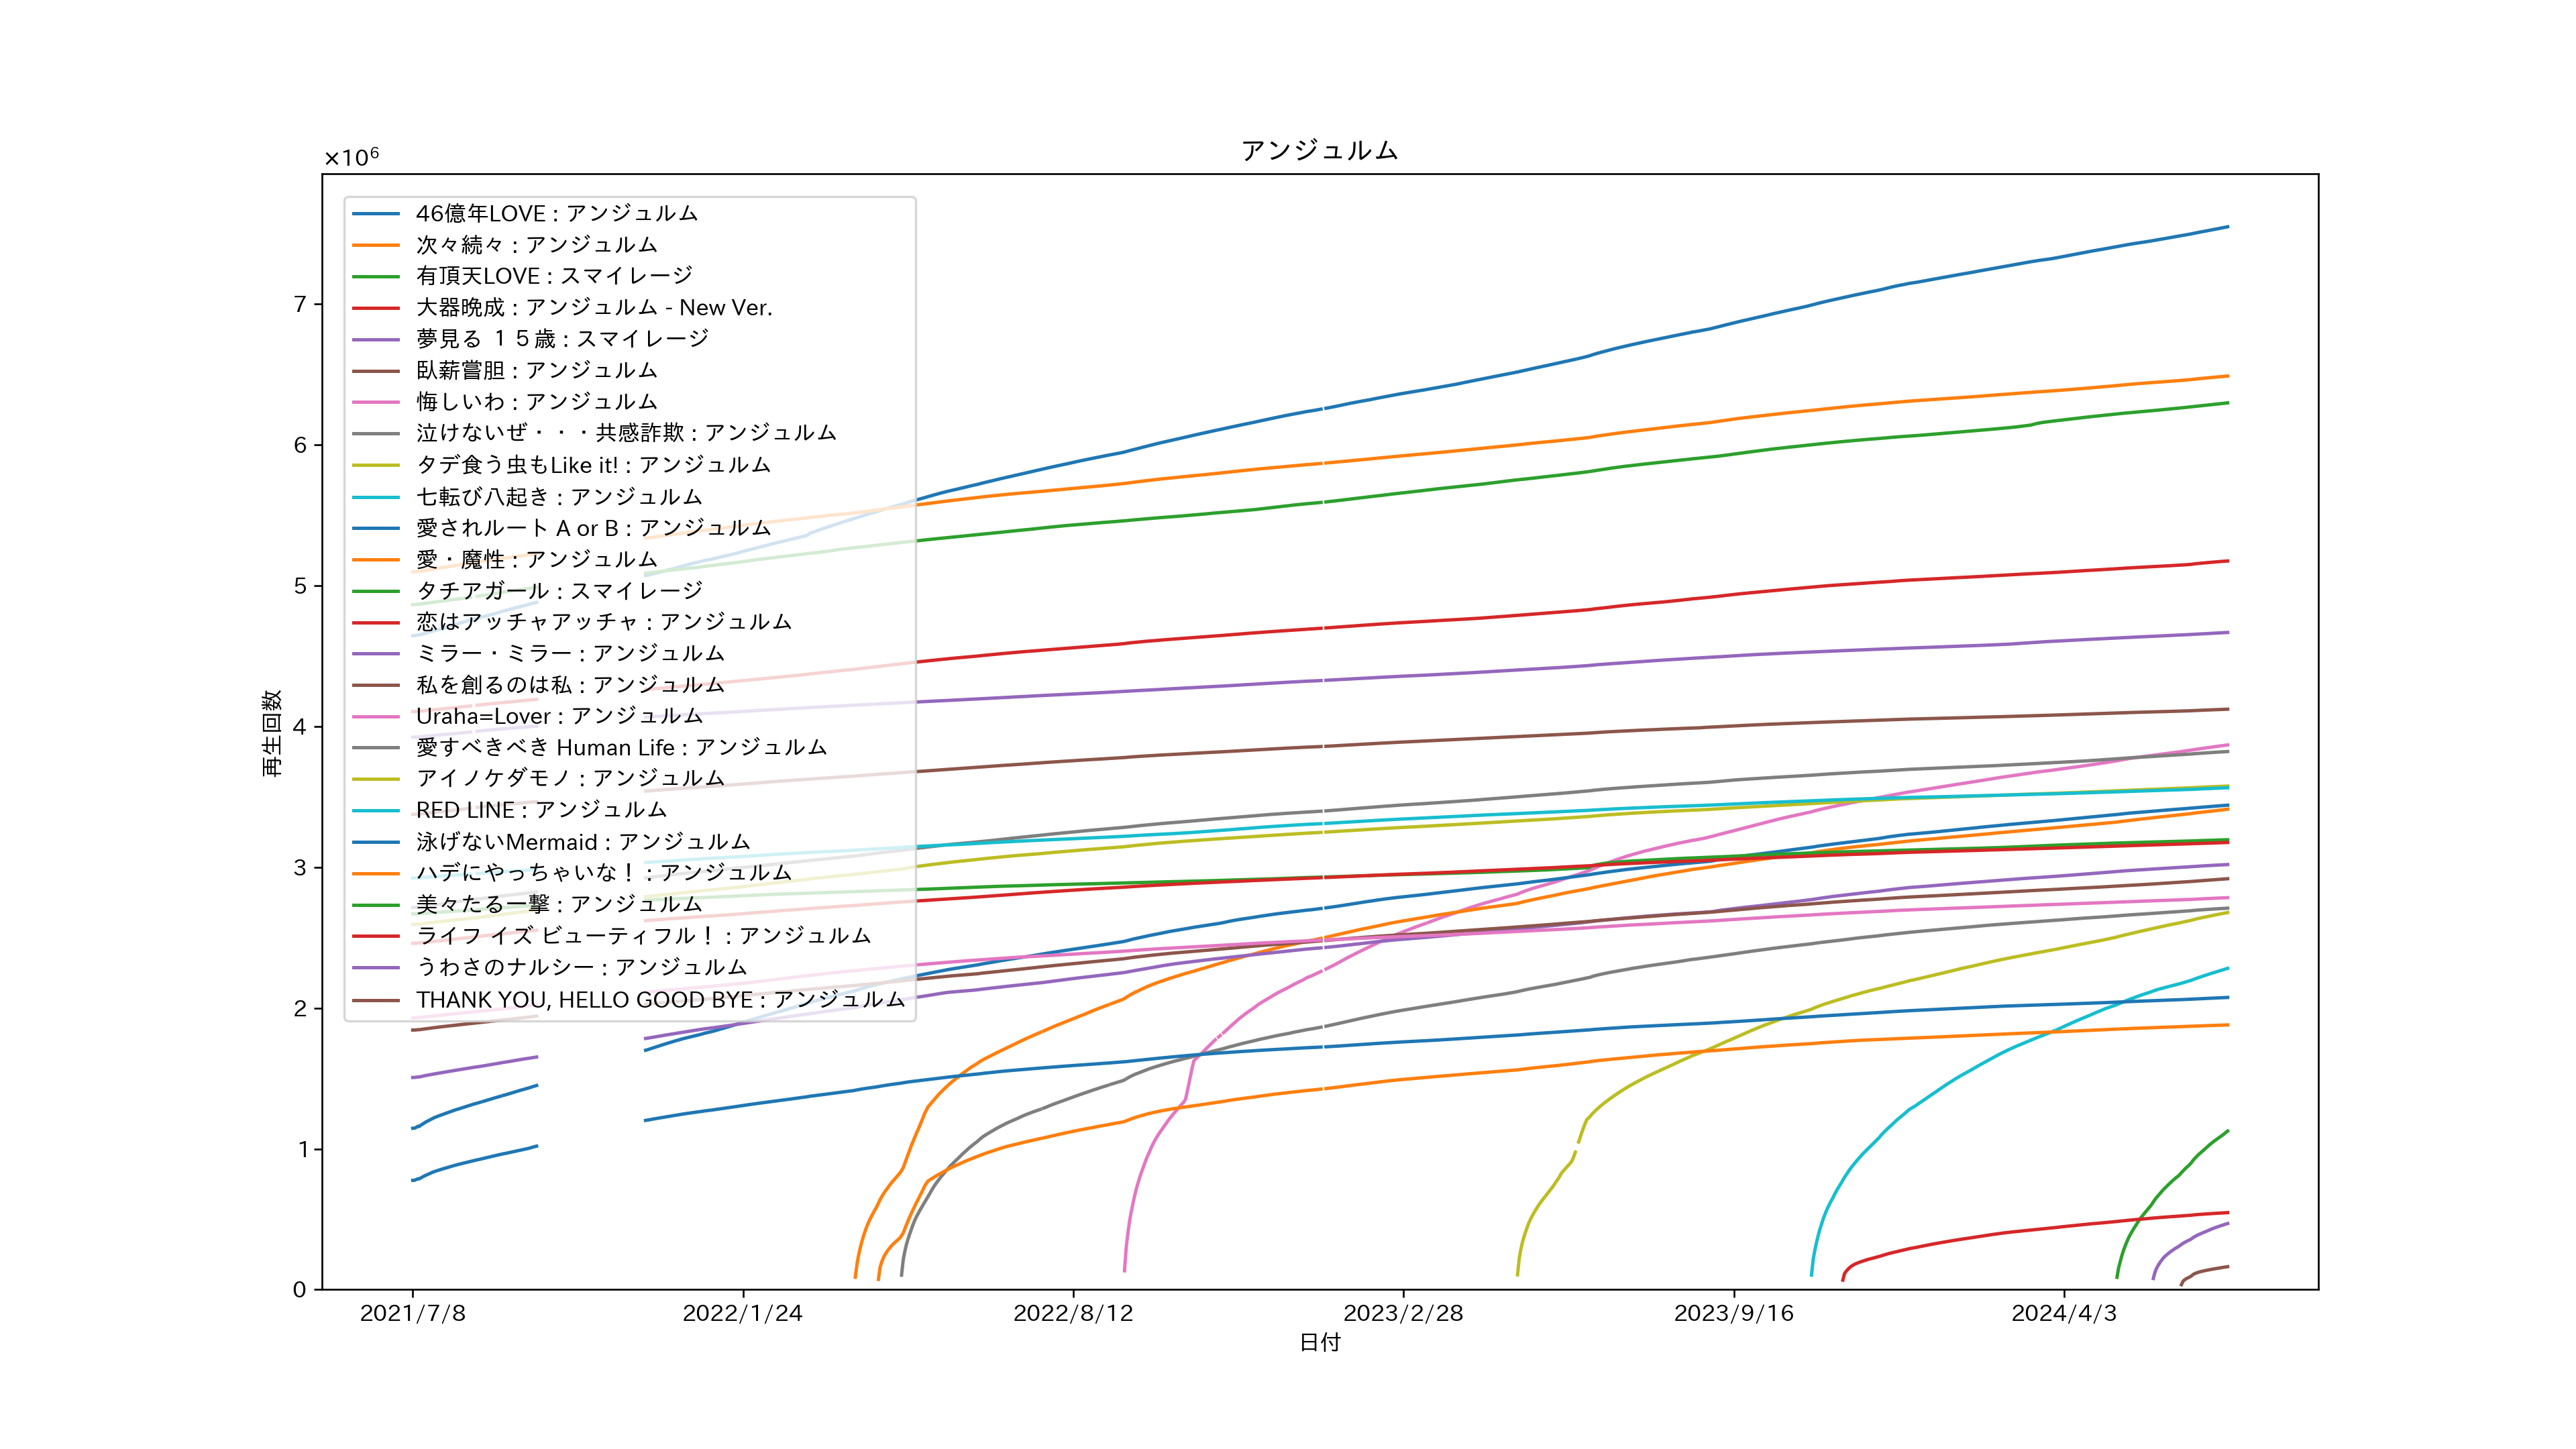 アンジュルム
×10⁶
46億年LOVE : アンジュルム
次々続々 : アンジュルム
有頂天LOVE : スマイレージ
大器晩成 : アンジュルム - New Ver.
夢見る １５歳 : スマイレージ
臥薪嘗胆 : アンジュルム
悔しいわ : アンジュルム
泣けないぜ・・・共感詐欺 : アンジュルム
タデ食う虫もLike it! : アンジュルム
七転び八起き : アンジュルム
愛されルート A or B : アンジュルム
愛・魔性 : アンジュルム
タチアガール : スマイレージ
恋はアッチャアッチャ : アンジュルム
ミラー・ミラー : アンジュルム
私を創るのは私 : アンジュルム
Uraha=Lover : アンジュルム
愛すべきべき Human Life : アンジュルム
アイノケダモノ : アンジュルム
RED LINE : アンジュルム
泳げないMermaid : アンジュルム
ハデにやっちゃいな！ : アンジュルム
美々たる一撃 : アンジュルム
ライフ イズ ビューティフル！ : アンジュルム
うわさのナルシー : アンジュルム
THANK YOU, HELLO GOOD BYE : アンジュルム
再生回数
7
6
5
4
3
2
1
0
2021/7/8
2022/1/24
2022/8/12
2023/2/28
2023/9/16
2024/4/3
日付